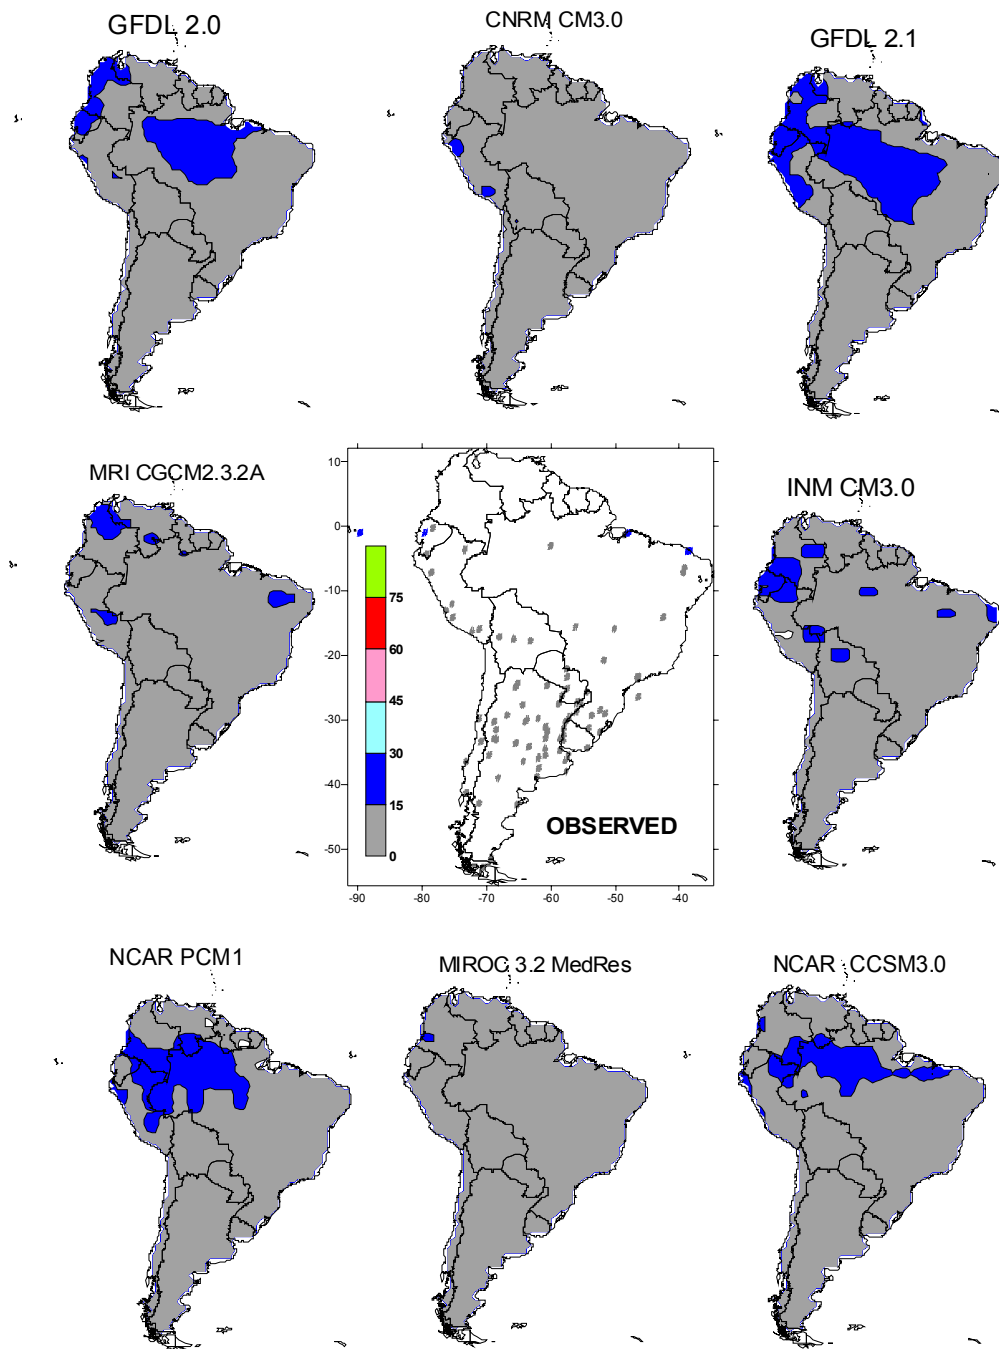 GFDL 2.0
CNRM CM3.0
GFDL 2.1
MRI CGCM2.3.2A
INM CM3.0
10
0
-10
-20
-30
-40
-50
75
60
45
30
15
0
OBSERVED
-90
-80
-70
-60
-50
-40
NCAR PCM1
MIROC 3.2 MedRes
NCAR CCSM3.0